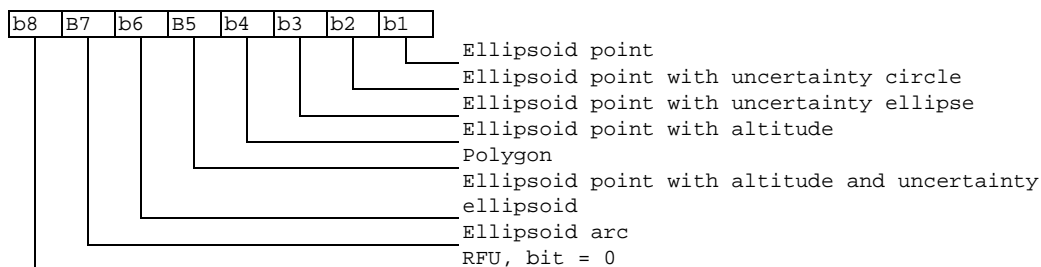 b8 B7 b6 B5 b4 b3 b2 b1
Ellipsoid point
Ellipsoid point with uncertainty circle
Ellipsoid point with uncertainty ellipse
Ellipsoid point with altitude
Polygon
Ellipsoid point with altitude and uncertainty
ellipsoid
Ellipsoid arc
RFU, bit = 0